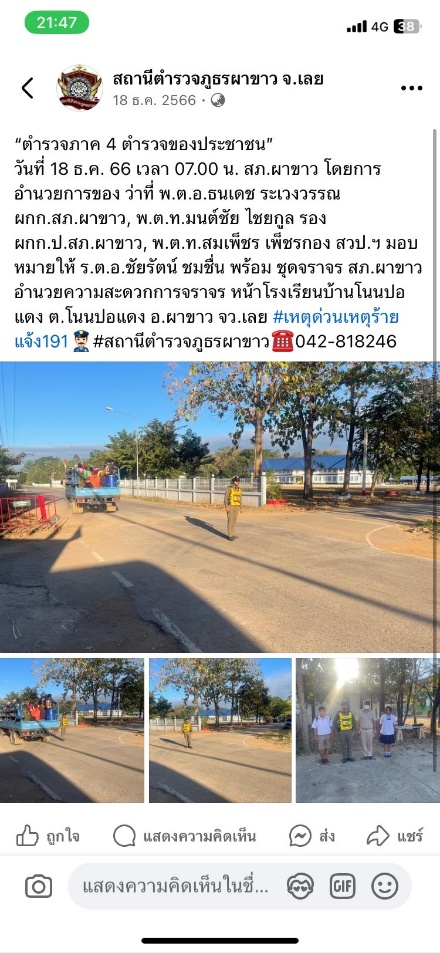 21:47
4G
38
สถานีตำรวจภูธรผาขาว จ.เลย
18 ธ.ค. 2566 ·
“ตำรวจภาค 4 ตำรวจของประชาชน”
วันที่ 18 ธ.ค. 66 เวลา 07.00 น. สภ.ผาขาว โดยการ
อำนวยการของ ว่าที่ พ.ต.อ.ธนเดช ระเวงวรรณ
ผกก.สภ.ผาขาว, พ.ต.ท.มนต์ชัย ไชยกูล รอง
ผกก.ป.สภ.ผาขาว, พ.ต.ท.สมเพ็ชร เพ็ชรกอง สวป.ฯ มอบ
หมายให้ ร.ต.อ.ชัยรัตน์ ชมชื่น พร้อม ชุดจราจร สภ.ผาขาว
อำนวยความสะดวกการจราจร หน้าโรงเรียนบ้านโนนปอ
แดง ต.โนนปอแดง อ.ผาขาว จว.เลย #เหตุด่วนเหตุร้าย
แจ้ง191👮🏻‍♂️#สถานีตำรวจภูธรผาขาว☎️042-818246
ถูกใจ
แสดงความคิดเห็น
ส่ง
แชร์
แสดงความคิดเห็นในชื่...
GIF